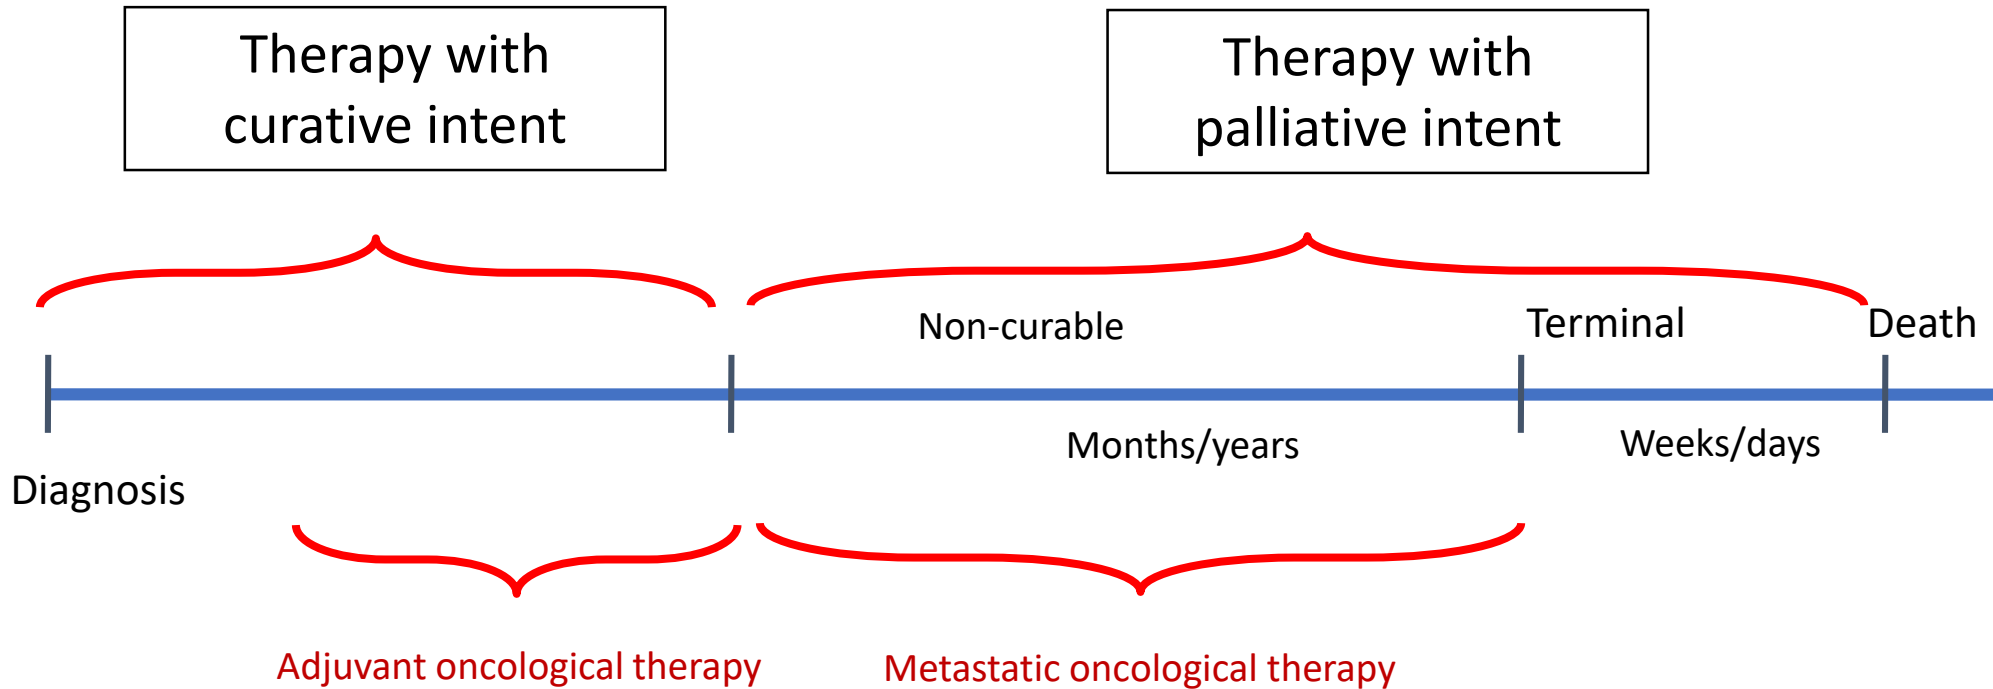 Therapy with
curative intent
Therapy with
palliative intent
Non-curable
Terminal
Death
Months/years
Weeks/days
Diagnosis
Adjuvant oncological therapy
Metastatic oncological therapy